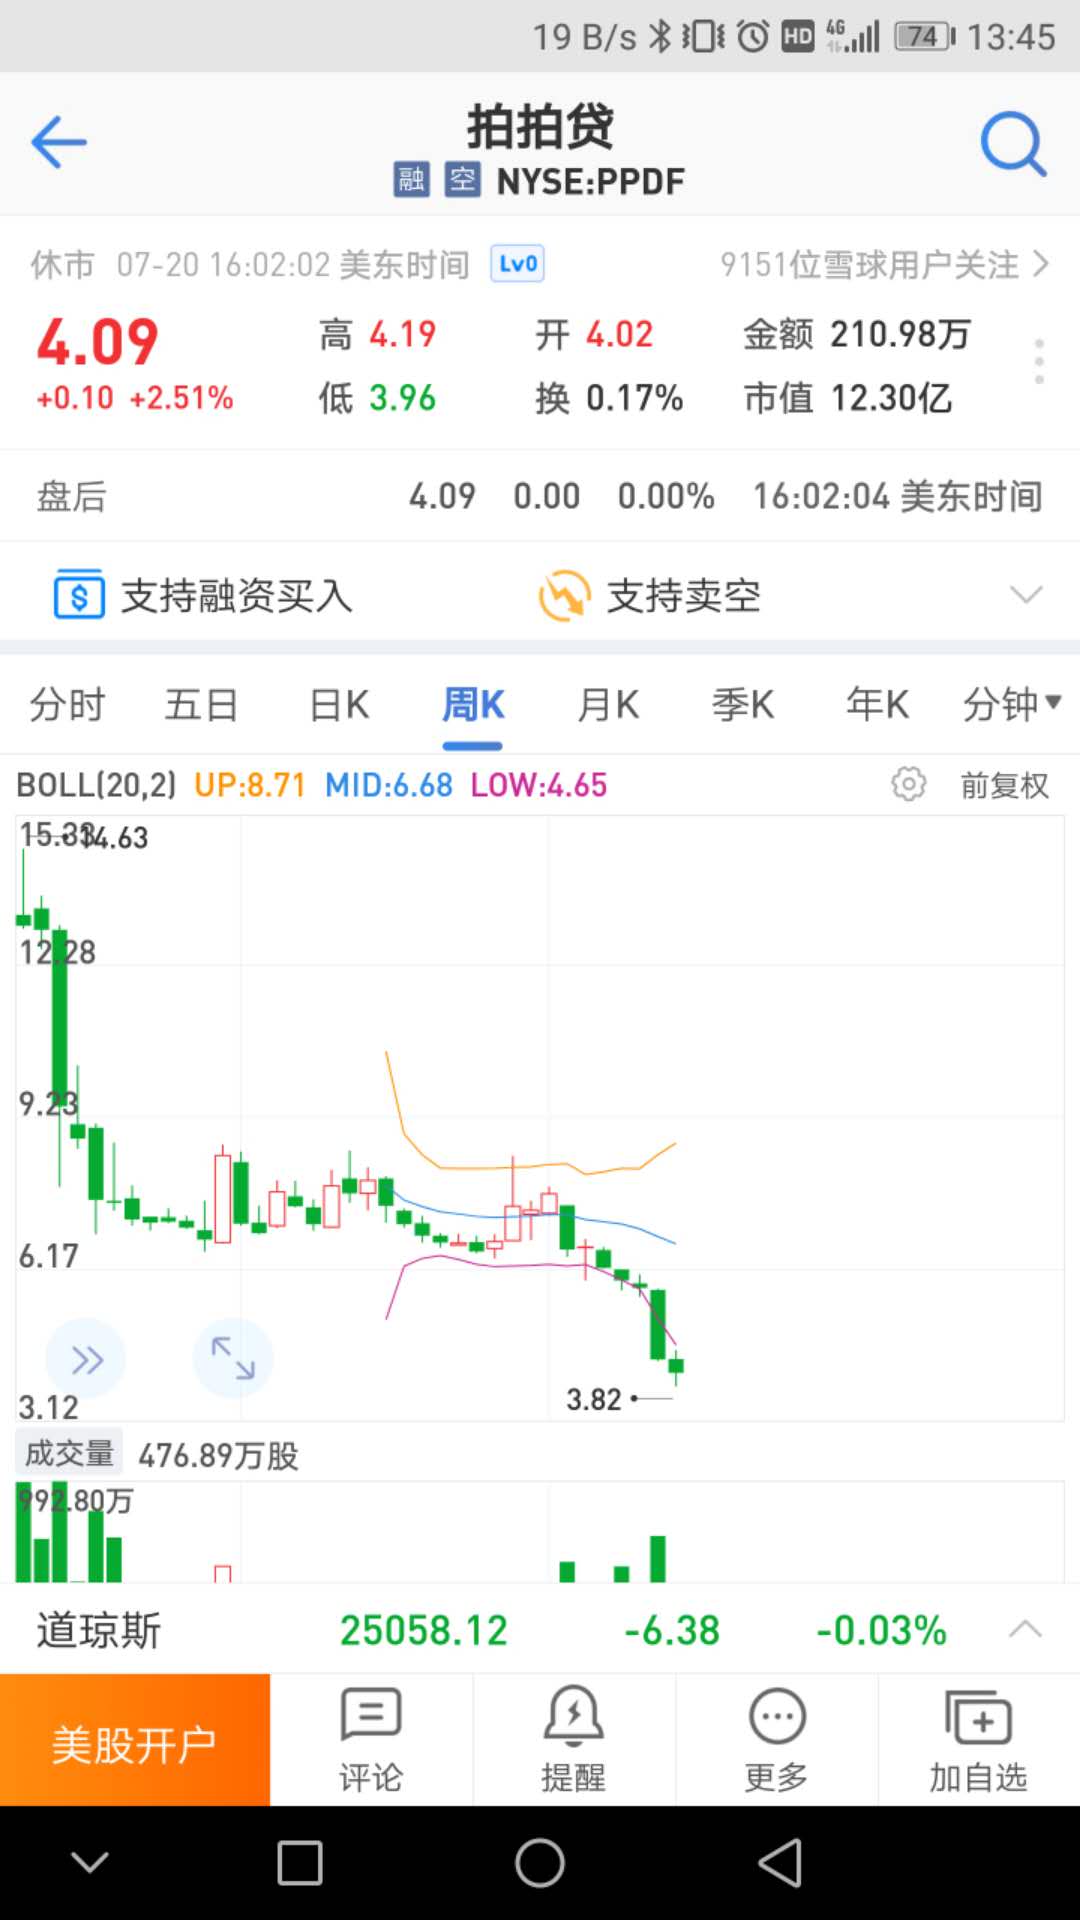 19 B/s HD 4G 74 13:45
拍拍贷
融 空 NYSE:PPDF
休市 07-20 16:02:02 美东时间 Lv0 9151位雪球用户关注
4.09 高 4.19 开 4.02 金额 210.98万
+0.10 +2.51% 低 3.96 换 0.17% 市值 12.30亿
盘后 4.09 0.00 0.00% 16:02:04 美东时间
支持融资买入 支持卖空
分时 五日 日K 周K 月K 季K 年K 分钟
BOLL(20,2) UP:8.71 MID:6.68 LOW:4.65 前复权
15.33 14.63
12.28
9.23
6.17
3.82
3.12
成交量 476.89万股
992.80万
道琼斯 25058.12 -6.38 -0.03%
美股开户 评论 提醒 更多 加自选